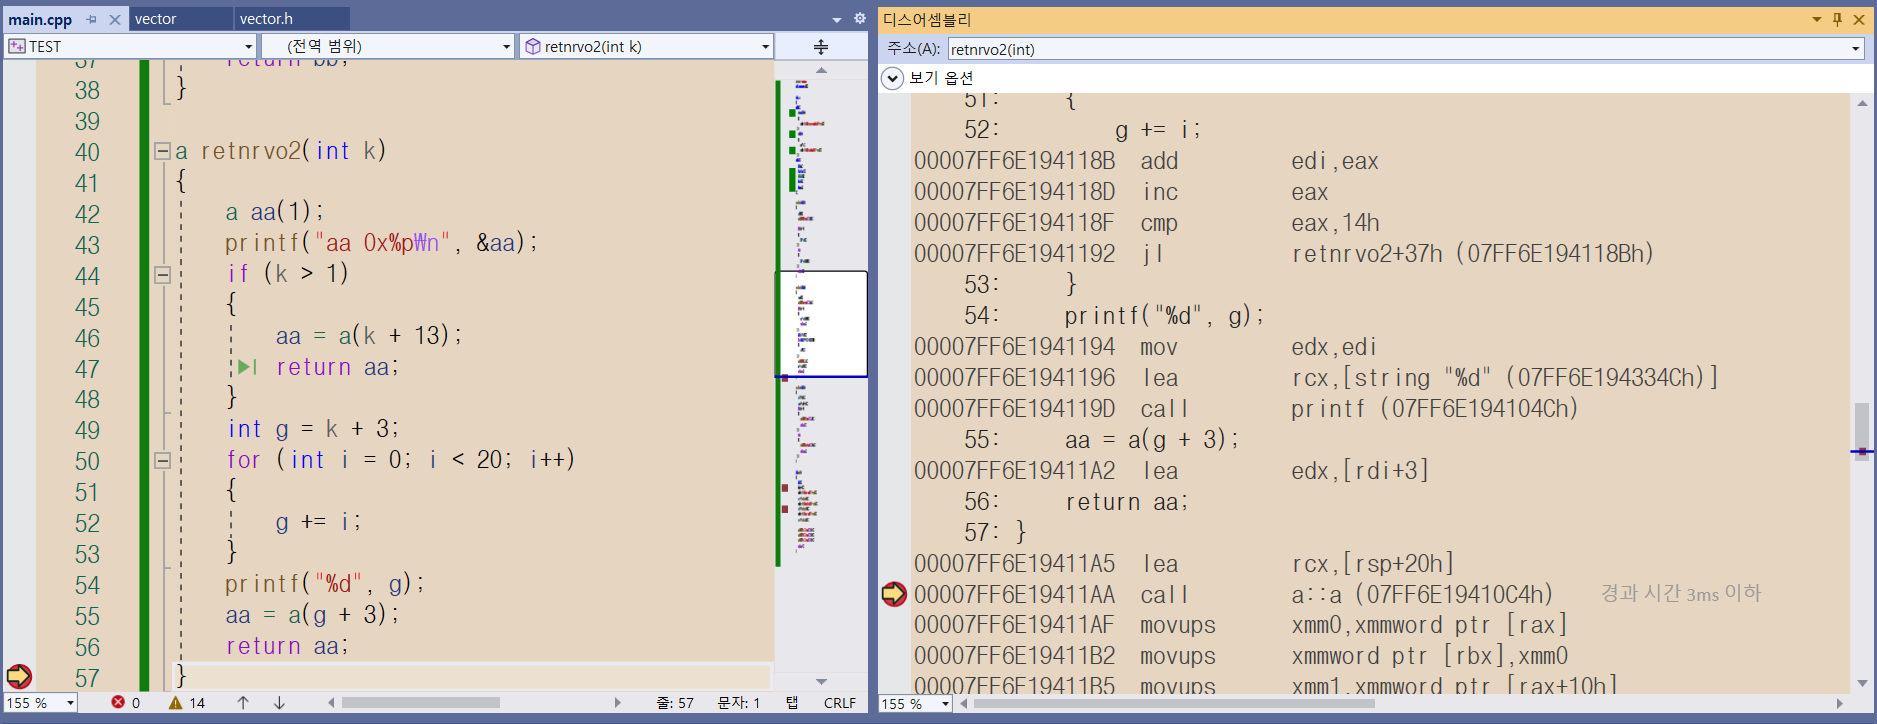 main.cpp
vector
vector.h
TEST
(전역 범위)
retnrvo2(int k)
37
return bb;
38
}
39
40
a retnrvo2(int k)
41
{
42
a aa(1);
43
printf("aa 0x%p₩n", &aa);
44
if (k > 1)
45
{
46
aa = a(k + 13);
47
return aa;
48
}
49
int g = k + 3;
50
for (int i = 0; i < 20; i++)
51
{
52
g += i;
53
}
54
printf("%d", g);
55
aa = a(g + 3);
56
return aa;
57
}
155 %
0
14
줄: 57
문자: 1
탭
CRLF
디스어셈블리
주소(A):
retnrvo2(int)
보기 옵션
51: {
52: g += i;
00007FF6E194118B add edi,eax
00007FF6E194118D inc eax
00007FF6E194118F cmp eax,14h
00007FF6E1941192 jl retnrvo2+37h (07FF6E194118Bh)
53: }
54: printf("%d", g);
00007FF6E1941194 mov edx,edi
00007FF6E1941196 lea rcx,[string "%d" (07FF6E194334Ch)]
00007FF6E194119D call printf (07FF6E194104Ch)
55: aa = a(g + 3);
00007FF6E19411A2 lea edx,[rdi+3]
56: return aa;
57: }
00007FF6E19411A5 lea rcx,[rsp+20h]
00007FF6E19411AA call a::a (07FF6E19410C4h) 경과 시간 3ms 이하
00007FF6E19411AF movups xmm0,xmmword ptr [rax]
00007FF6E19411B2 movups xmmword ptr [rbx],xmm0
00007FF6E19411B5 movups xmm1,xmmword ptr [rax+10h]
155 %